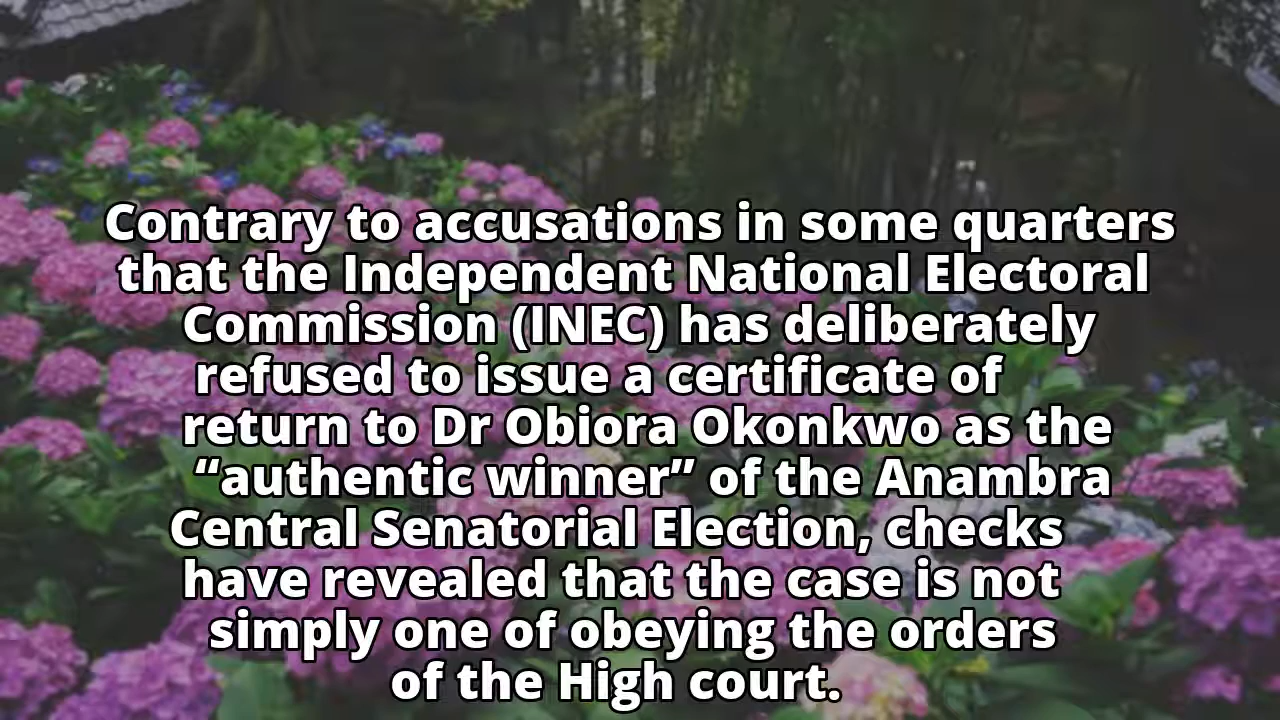 Contrary to accusations in some quarters
that the Independent National Electoral
Commission (INEC) has deliberately
refused to issue a certificate of
return to Dr Obiora Okonkwo as the
“authentic winner” of the Anambra
Central Senatorial Election, checks
have revealed that the case is not
simply one of obeying the orders
of the High court.